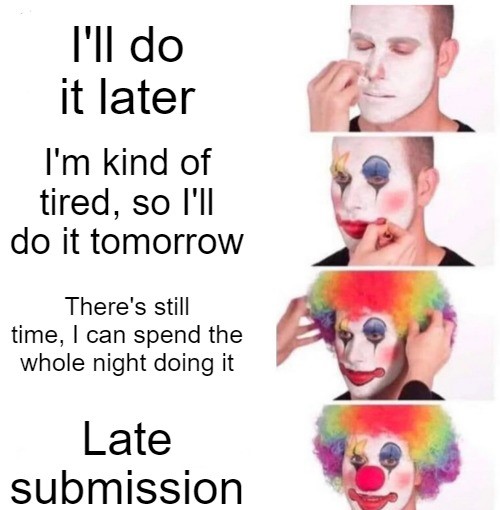 I'll do
it later
I'm kind of
tired, so I'll
do it tomorrow
There's still
time, I can spend the
whole night doing it
Late
submission